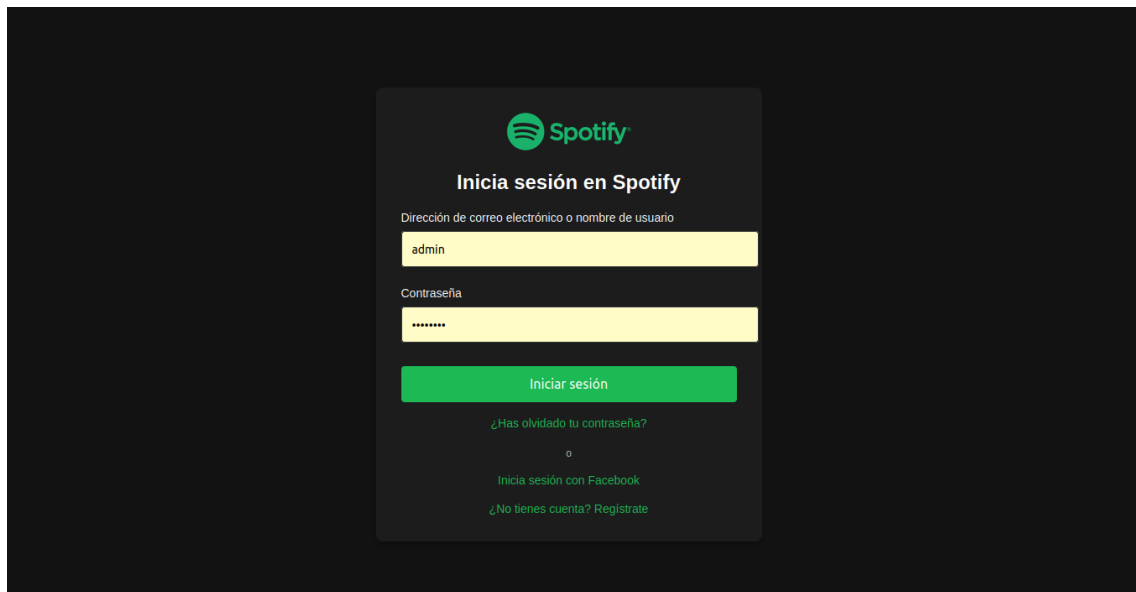 Spotify®
Inicia sesión en Spotify
Dirección de correo electrónico o nombre de usuario
admin
Contraseña
••••••••
Iniciar sesión
¿Has olvidado tu contraseña?
o
Inicia sesión con Facebook
¿No tienes cuenta? Regístrate